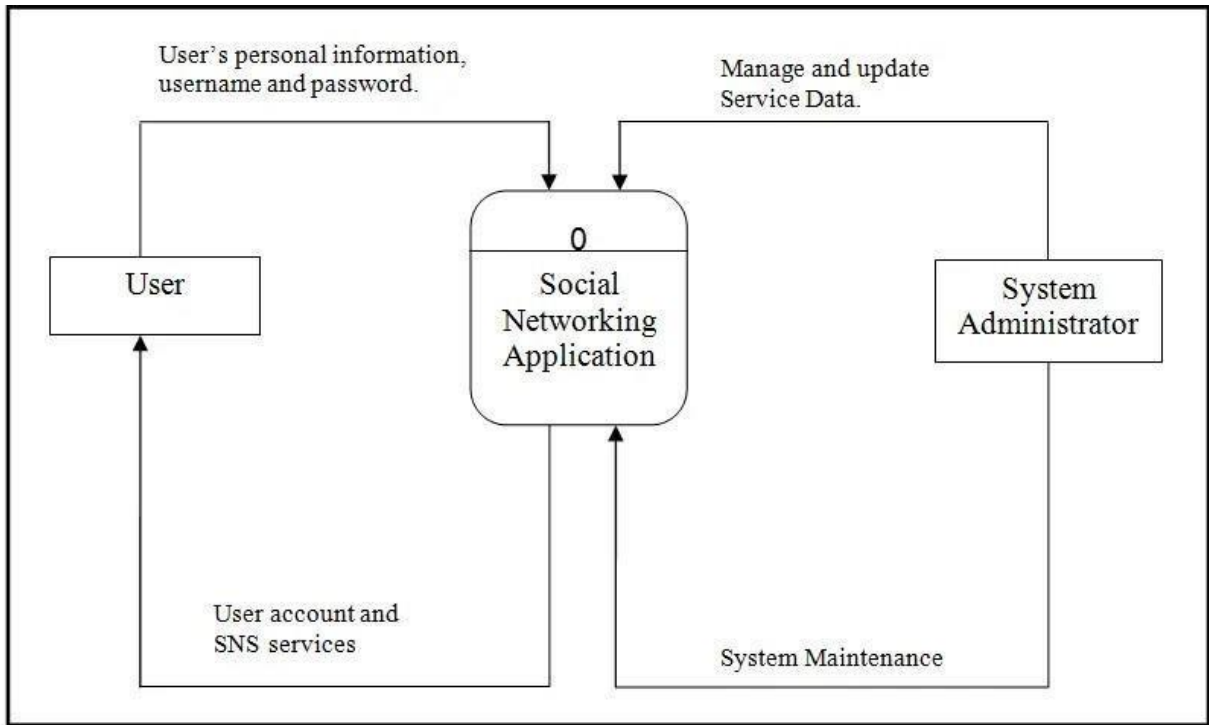 User’s personal information,
username and password.
Manage and update
Service Data.
0
User
Social
Networking
Application
System
Administrator
User account and
SNS services
System Maintenance